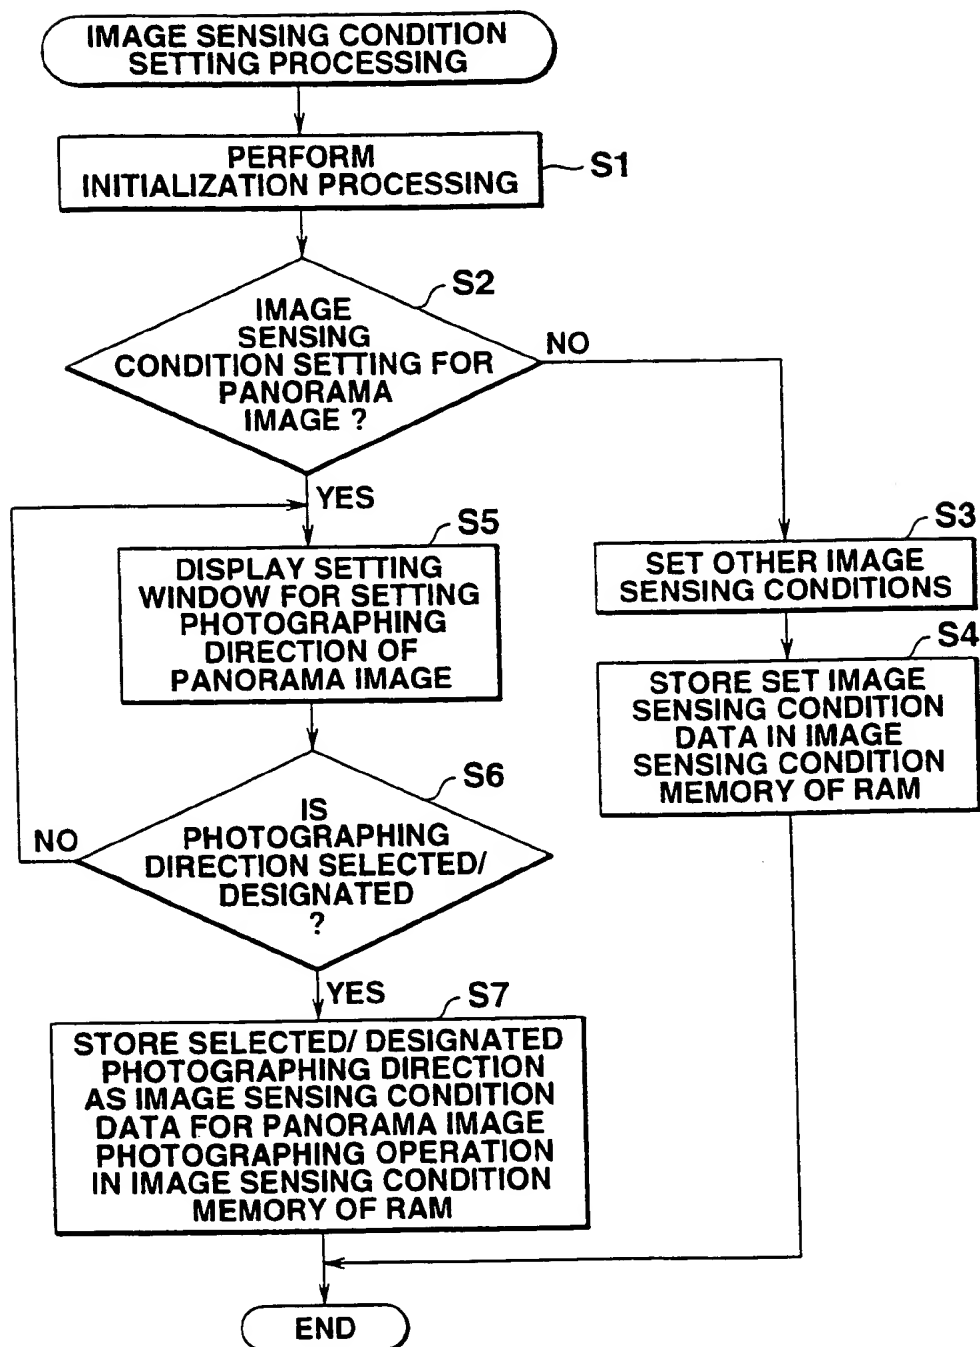 IMAGE SENSING CONDITION
SETTING PROCESSING
PERFORM
INITIALIZATION PROCESSING
S1
S2
IMAGE
SENSING
CONDITION SETTING FOR
PANORAMA
IMAGE ?
NO
YES
S5
DISPLAY SETTING
WINDOW FOR SETTING
PHOTOGRAPHING
DIRECTION OF
PANORAMA IMAGE
S3
SET OTHER IMAGE
SENSING CONDITIONS
S4
STORE SET IMAGE
SENSING CONDITION
DATA IN IMAGE
SENSING CONDITION
MEMORY OF RAM
S6
IS
PHOTOGRAPHING
DIRECTION SELECTED/
DESIGNATED
?
NO
YES
S7
STORE SELECTED/ DESIGNATED
PHOTOGRAPHING DIRECTION
AS IMAGE SENSING CONDITION
DATA FOR PANORAMA IMAGE
PHOTOGRAPHING OPERATION
IN IMAGE SENSING CONDITION
MEMORY OF RAM
END